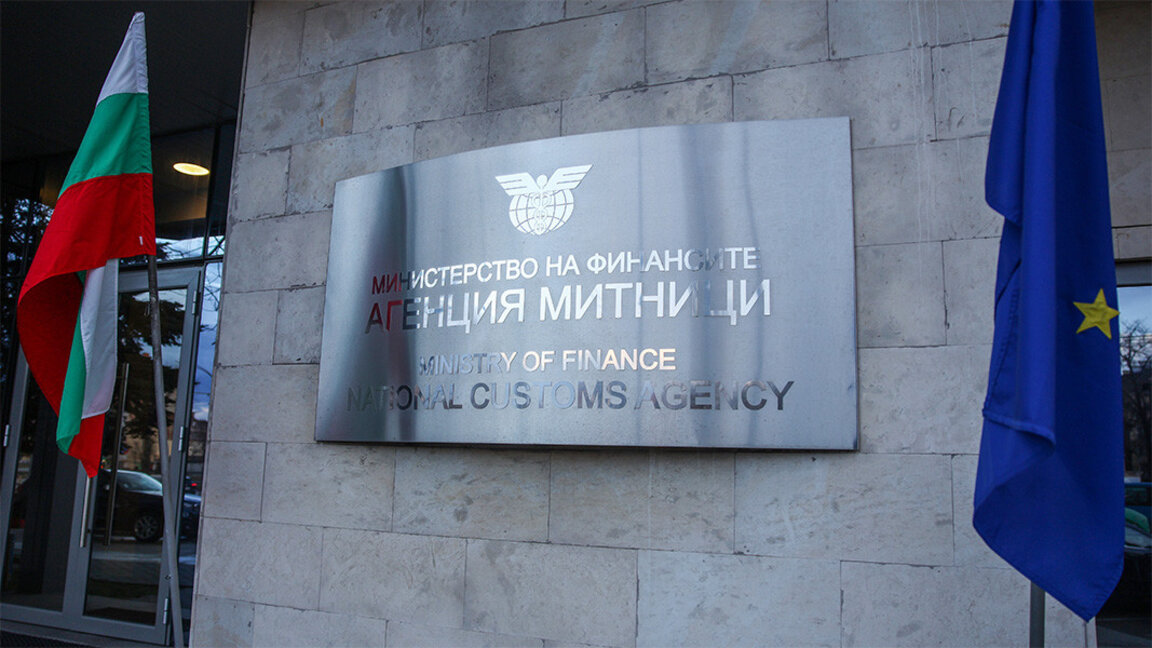 МИНИСТЕРСТВО НА ФИНАНСИТЕ
АГЕНЦИЯ МИТНИЦИ
MINISTRY OF FINANCE
NATIONAL CUSTOMS AGENCY